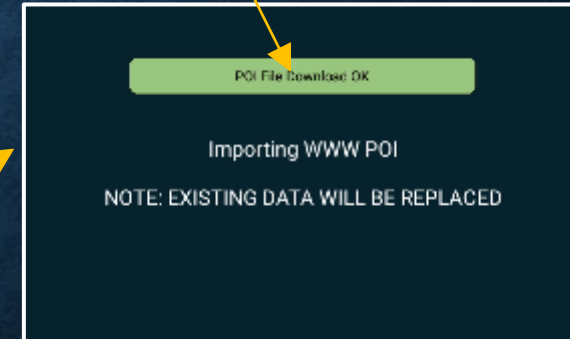 POI File Download OK
Importing WWW POI
NOTE: EXISTING DATA WILL BE REPLACED